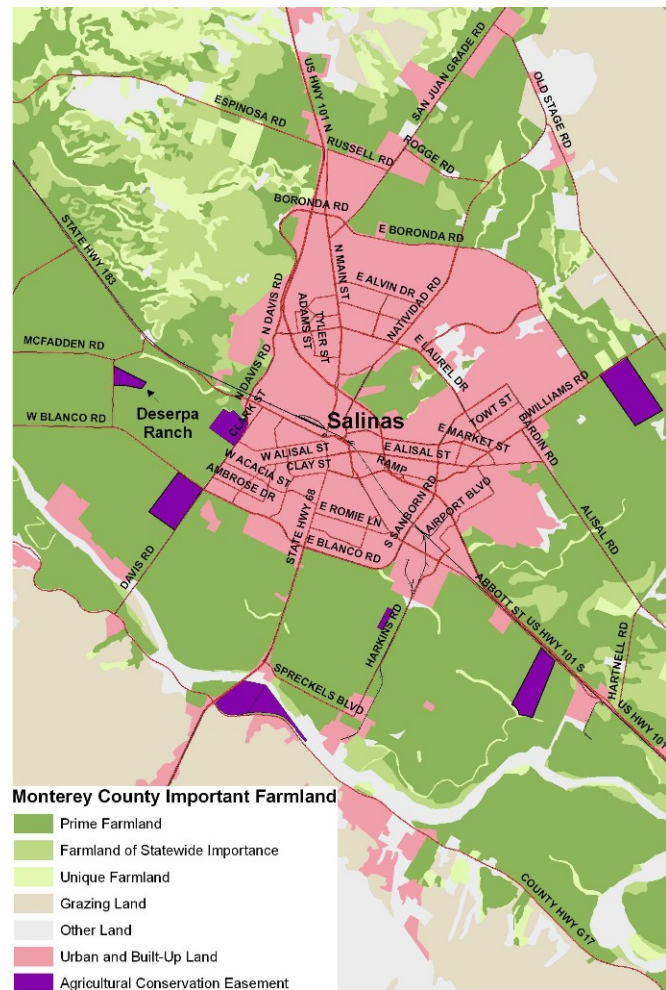 US HWY 101 N
SAN JUAN GRADE RD
OLD STAGE RD
ESPINOSA RD
RUSSELL RD
ROGGE RD
BORONDA RD
E BORONDA RD
STATE HWY 183
N DAVIS RD
N MAIN ST
E ALVIN DR
NATIVIDAD RD
ADAMS ST
TYLER ST
MCFADDEN RD
N DAVIS RD
E LAUREL DR
Deserpa
Ranch
W BLANCO RD
CLARK ST
Salinas
TOWT ST
E WILLIAMS RD
BARDIN RD
E MARKET ST
W ALISAL ST
E ALISAL ST
W ACACIA ST
CLAY ST
RAMP
AMBROSE DR
E ROMIE LN
S SANBORN RD
AIRPORT BLVD
ALISAL RD
STATE HWY 68
E BLANCO RD
DAVIS RD
ABBOTT ST
US HWY 101 S
HARKINS RD
HARTNELL RD
SPRECKELS BLVD
US HWY 101
COUNTY HWY G17
Monterey County Important Farmland
Prime Farmland
Farmland of Statewide Importance
Unique Farmland
Grazing Land
Other Land
Urban and Built-Up Land
Agricultural Conservation Easement